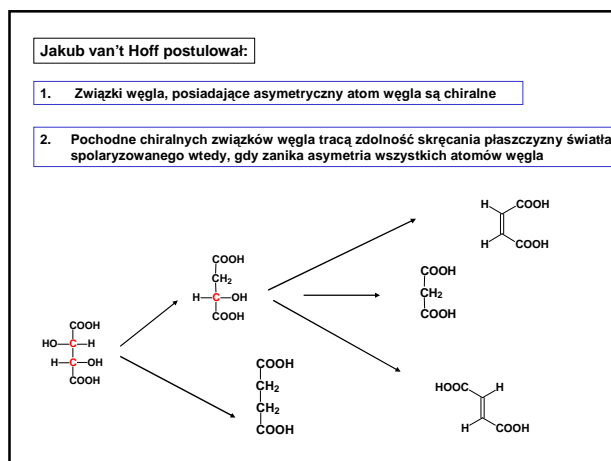 Jakub van't Hoff postulował:
1. Związki węgla, posiadające asymetryczny atom węgla są chiralne
2. Pochodne chiralnych związków węgla tracą zdolność skręcania płaszczyzny światła
spolaryzowanego wtedy, gdy zanika asymetria wszystkich atomów węgla
H COOH
H COOH
COOH
CH₂
H—C—OH
COOH
COOH
CH₂
COOH
COOH
HO—C—H
H—C—OH
COOH
COOH
CH₂
CH₂
COOH
HOOC H
H COOH